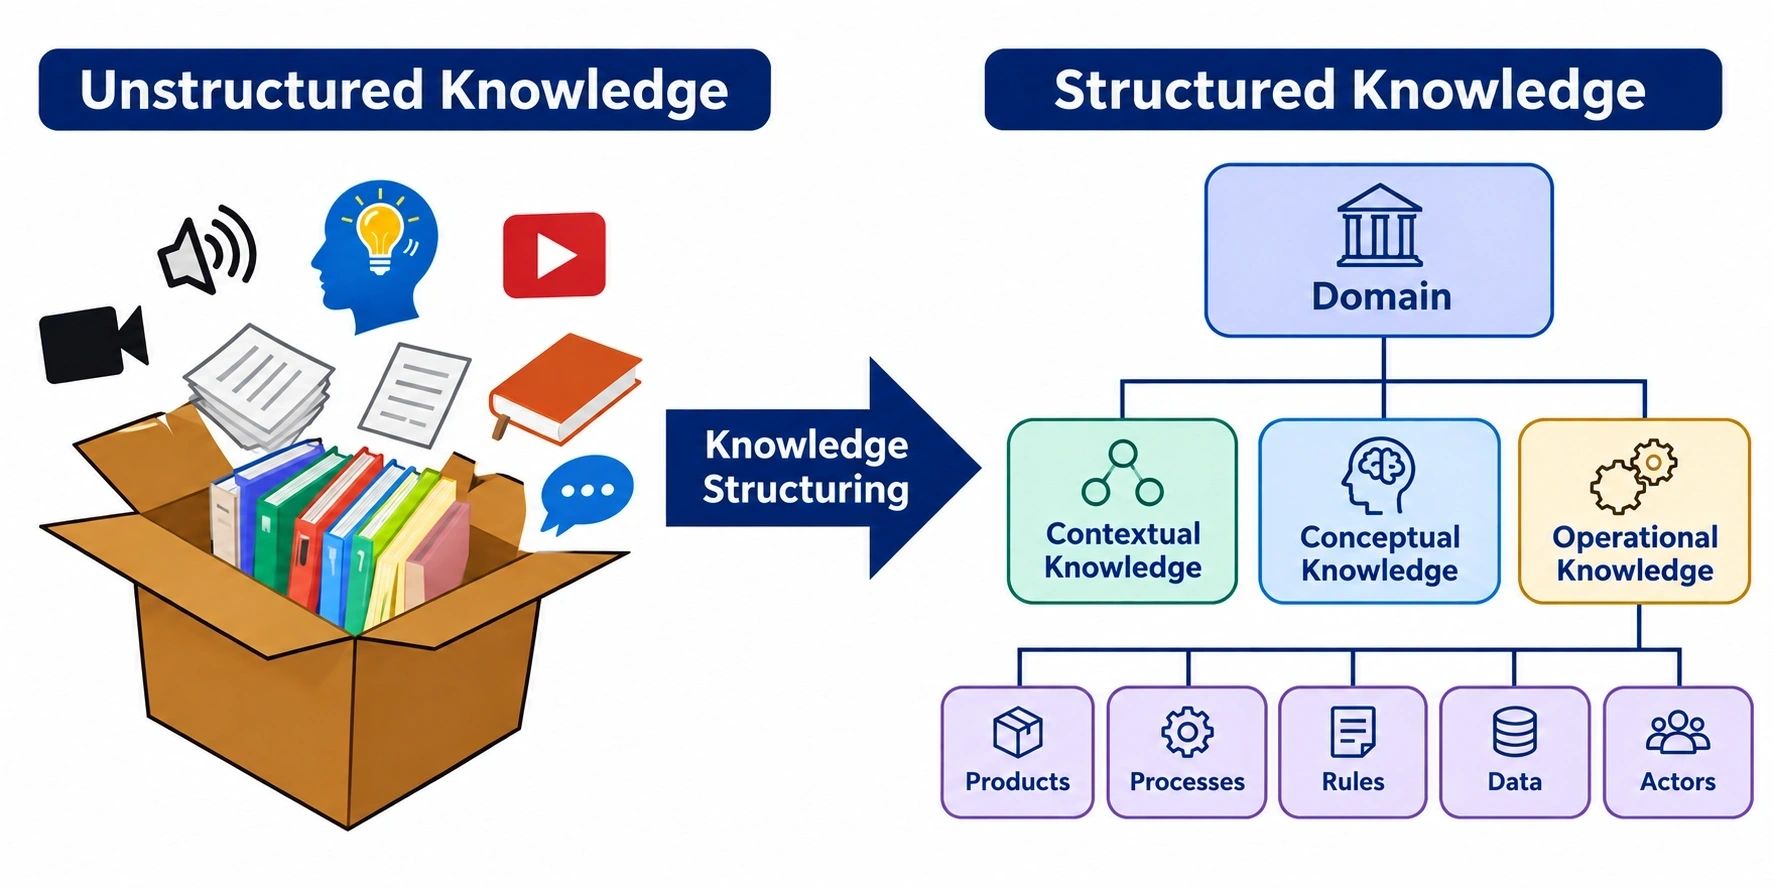 Unstructured Knowledge
Structured Knowledge
Domain
Knowledge
Structuring
Contextual
Knowledge
Conceptual
Knowledge
Operational
Knowledge
Products
Processes
Rules
Data
Actors